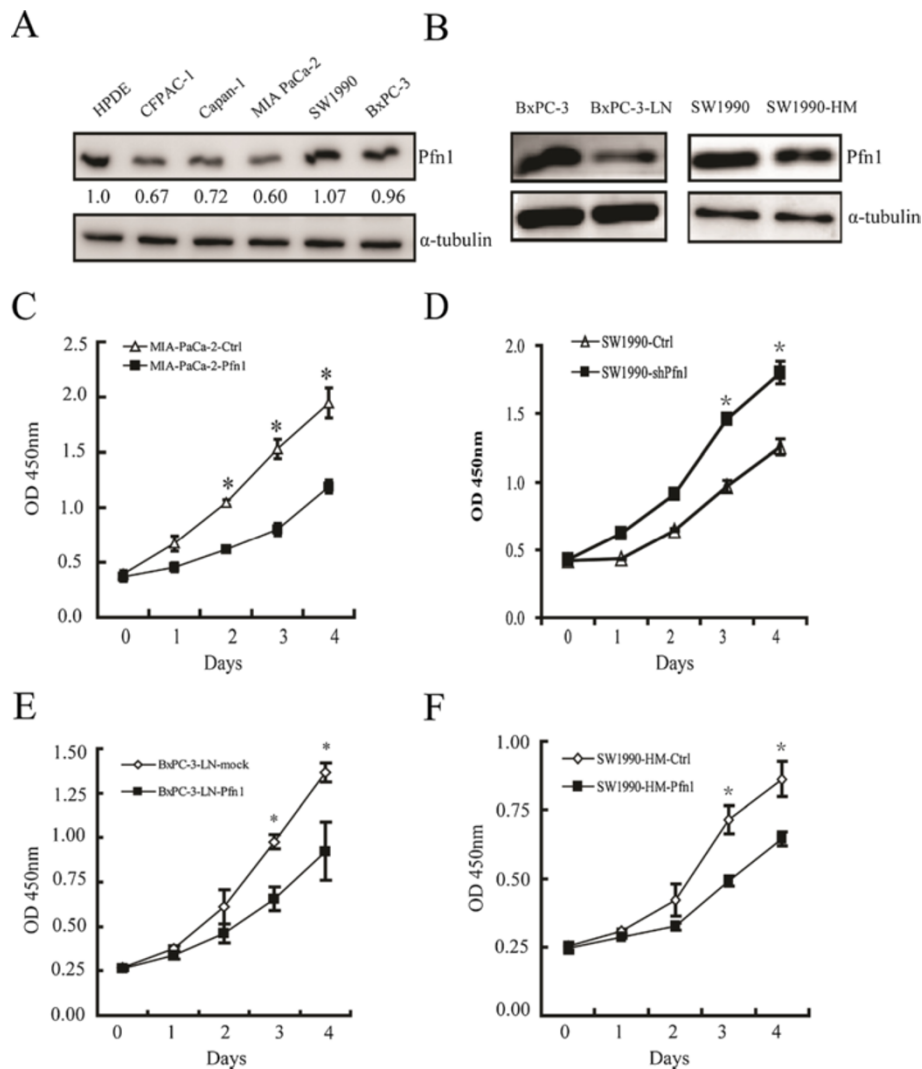 A
HPDE CFPAC-1 Capan-1 MIA PaCa-2 SW1990 BxPC-3
Pfn1
1.0 0.67 0.72 0.60 1.07 0.96
α-tubulin
B
BxPC-3 BxPC-3-LN SW1990 SW1990-HM
Pfn1
α-tubulin
C
MIA-PaCa-2-Ctrl
MIA-PaCa-2-Pfn1
2.5
2.0
1.5
1.0
0.5
0.0
OD 450nm
* * *
0 1 2 3 4
Days
D
SW1990-Ctrl
SW1990-shPfn1
2.0
1.5
1.0
0.5
0.0
OD 450nm
* *
0 1 2 3 4
Days
E
BxPC-3-LN-mock
BxPC-3-LN-Pfn1
1.50
1.25
1.00
0.75
0.50
0.25
0.00
OD 450nm
* *
0 1 2 3 4
Days
F
SW1990-HM-Ctrl
SW1990-HM-Pfn1
1.00
0.75
0.50
0.25
0.00
OD 450nm
* *
0 1 2 3 4
Days